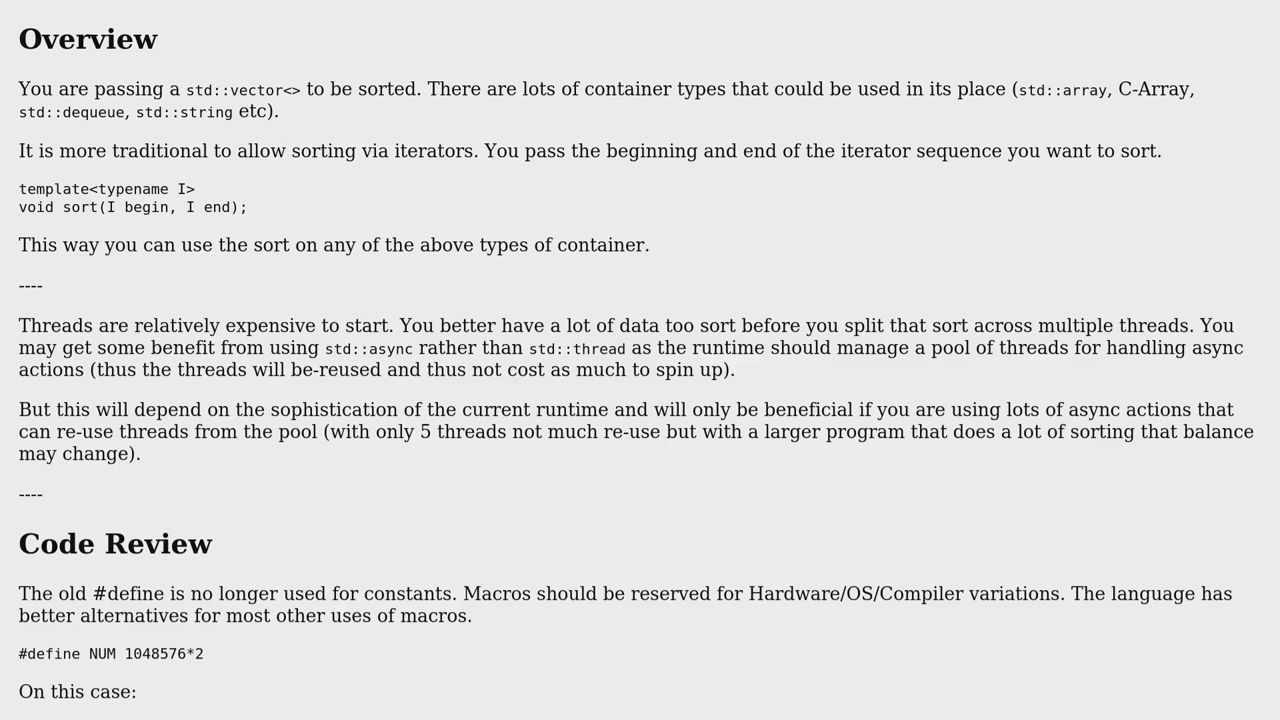 Overview
You are passing a std::vector<> to be sorted. There are lots of container types that could be used in its place (std::array, C-Array,
std::dequeue, std::string etc).
It is more traditional to allow sorting via iterators. You pass the beginning and end of the iterator sequence you want to sort.
template<typename I>
void sort(I begin, I end);
This way you can use the sort on any of the above types of container.
----
Threads are relatively expensive to start. You better have a lot of data too sort before you split that sort across multiple threads. You
may get some benefit from using std::async rather than std::thread as the runtime should manage a pool of threads for handling async
actions (thus the threads will be-reused and thus not cost as much to spin up).
But this will depend on the sophistication of the current runtime and will only be beneficial if you are using lots of async actions that
can re-use threads from the pool (with only 5 threads not much re-use but with a larger program that does a lot of sorting that balance
may change).
----
Code Review
The old #define is no longer used for constants. Macros should be reserved for Hardware/OS/Compiler variations. The language has
better alternatives for most other uses of macros.
#define NUM 1048576*2
On this case: